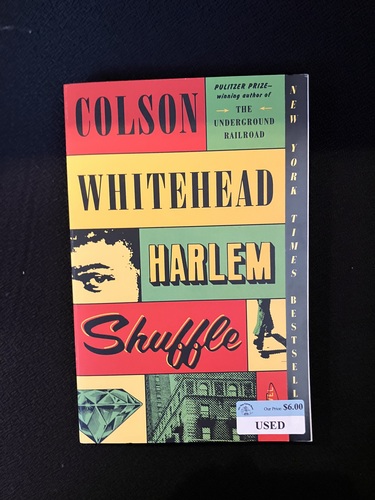 COLSON
PULITZER PRIZE–
winning author of
THE
UNDERGROUND
RAILROAD
WHITEHEAD
HARLEM
Shuffle
NEW YORK TIMES
Our Price: $6.00
USED